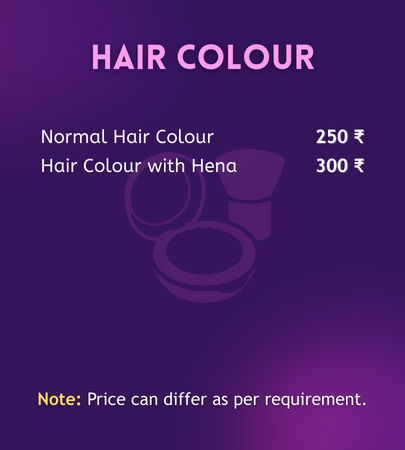 HAIR COLOUR
Normal Hair Colour 250 ₹
Hair Colour with Hena 300 ₹
Note: Price can differ as per requirement.